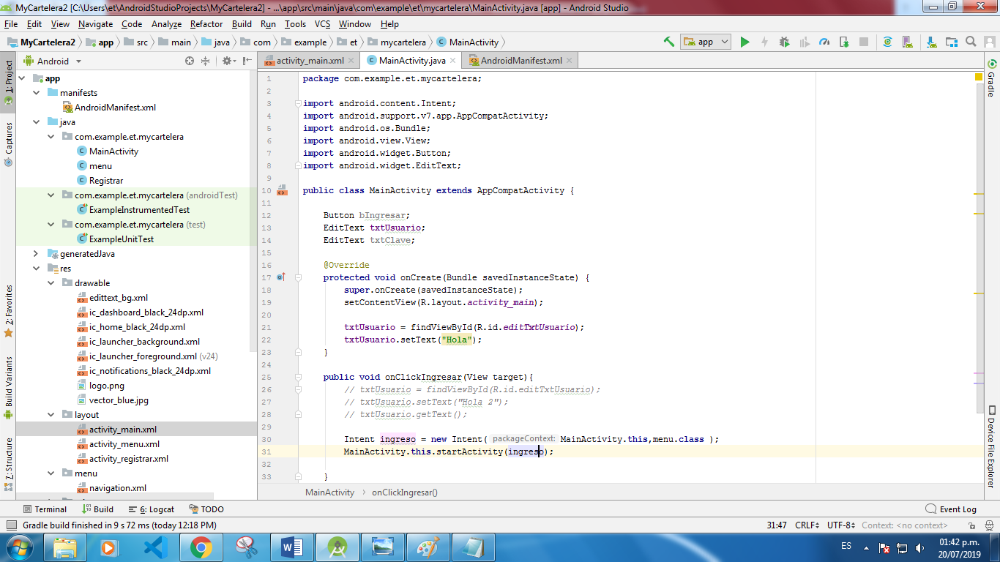 MyCartelera2 [C:\Users\et\AndroidStudioProjects\MyCartelera2] - ...\app\src\main\java\com\example\et\mycartelera\MainActivity.java [app] - Android Studio
File Edit View Navigate Code Analyze Refactor Build Run Tools VCS Window Help
MyCartelera2 app src main java com example et mycartelera MainActivity app
Android
activity_main.xml MainActivity.java AndroidManifest.xml
1: Project
Captures
2: Favorites
Build Variants
7: Structure
app
manifests
AndroidManifest.xml
java
com.example.et.mycartelera
MainActivity
menu
Registrar
com.example.et.mycartelera (androidTest)
ExampleInstrumentedTest
com.example.et.mycartelera (test)
ExampleUnitTest
generatedJava
res
drawable
edittext_bg.xml
ic_dashboard_black_24dp.xml
ic_home_black_24dp.xml
ic_launcher_background.xml
ic_launcher_foreground.xml (v24)
ic_notifications_black_24dp.xml
logo.png
vector_blue.jpg
layout
activity_main.xml
activity_menu.xml
activity_registrar.xml
menu
navigation.xml
1 package com.example.et.mycartelera;
2
3 import android.content.Intent;
4 import android.support.v7.app.AppCompatActivity;
5 import android.os.Bundle;
6 import android.view.View;
7 import android.widget.Button;
8 import android.widget.EditText;
9
10 public class MainActivity extends AppCompatActivity {
11
12 Button bIngresar;
13 EditText txtUsuario;
14 EditText txtClave;
15
16 @Override
17 protected void onCreate(Bundle savedInstanceState) {
18 super.onCreate(savedInstanceState);
19 setContentView(R.layout.activity_main);
20
21 txtUsuario = findViewById(R.id.editTxtUsuario);
22 txtUsuario.setText("Hola");
23 }
24
25 public void onClickIngresar(View target){
26 // txtUsuario = findViewById(R.id.editTxtUsuario);
27 // txtUsuario.setText("Hola 2");
28 // txtUsuario.getText();
29
30 Intent ingreso = new Intent( packageContext: MainActivity.this,menu.class );
31 MainActivity.this.startActivity(ingreso);
32
33 }
MainActivity onClickIngresar()
Gradle
Device File Explorer
Terminal Build 6: Logcat TODO Event Log
Gradle build finished in 9 s 72 ms (today 12:18 PM) 31:47 CRLF UTF-8 Context: <no context>
ES 01:42 p.m.
20/07/2019